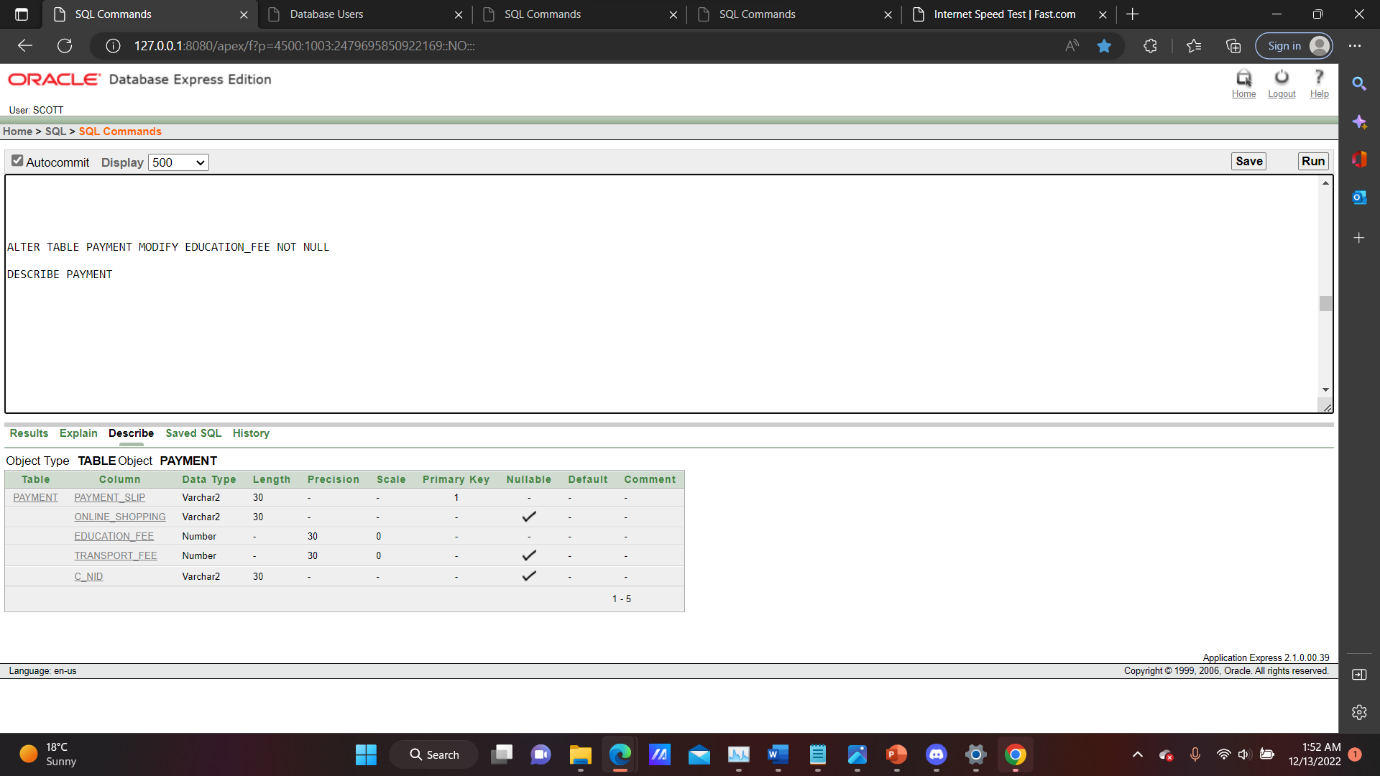 SQL Commands
Database Users
SQL Commands
SQL Commands
Internet Speed Test | Fast.com
127.0.0.1:8080/apex/f?p=4500:1003:2479695850922169::NO:::
Sign in
ORACLE Database Express Edition
Home Logout Help
User: SCOTT
Home > SQL > SQL Commands
Autocommit Display 500 Save Run
ALTER TABLE PAYMENT MODIFY EDUCATION_FEE NOT NULL
DESCRIBE PAYMENT
Results Explain Describe Saved SQL History
Object Type TABLE Object PAYMENT
Table Column Data Type Length Precision Scale Primary Key Nullable Default Comment
PAYMENT PAYMENT_SLIP Varchar2 30 - - 1 - - -
ONLINE_SHOPPING Varchar2 30 - - - ✓ - -
EDUCATION_FEE Number - 30 0 - - - -
TRANSPORT_FEE Number - 30 0 - ✓ - -
C_NID Varchar2 30 - - - ✓ - -
1 - 5
Application Express 2.1.0.00.39
Language: en-us Copyright © 1999, 2006, Oracle. All rights reserved.
18°C
Sunny
Search
1:52 AM
12/13/2022
1